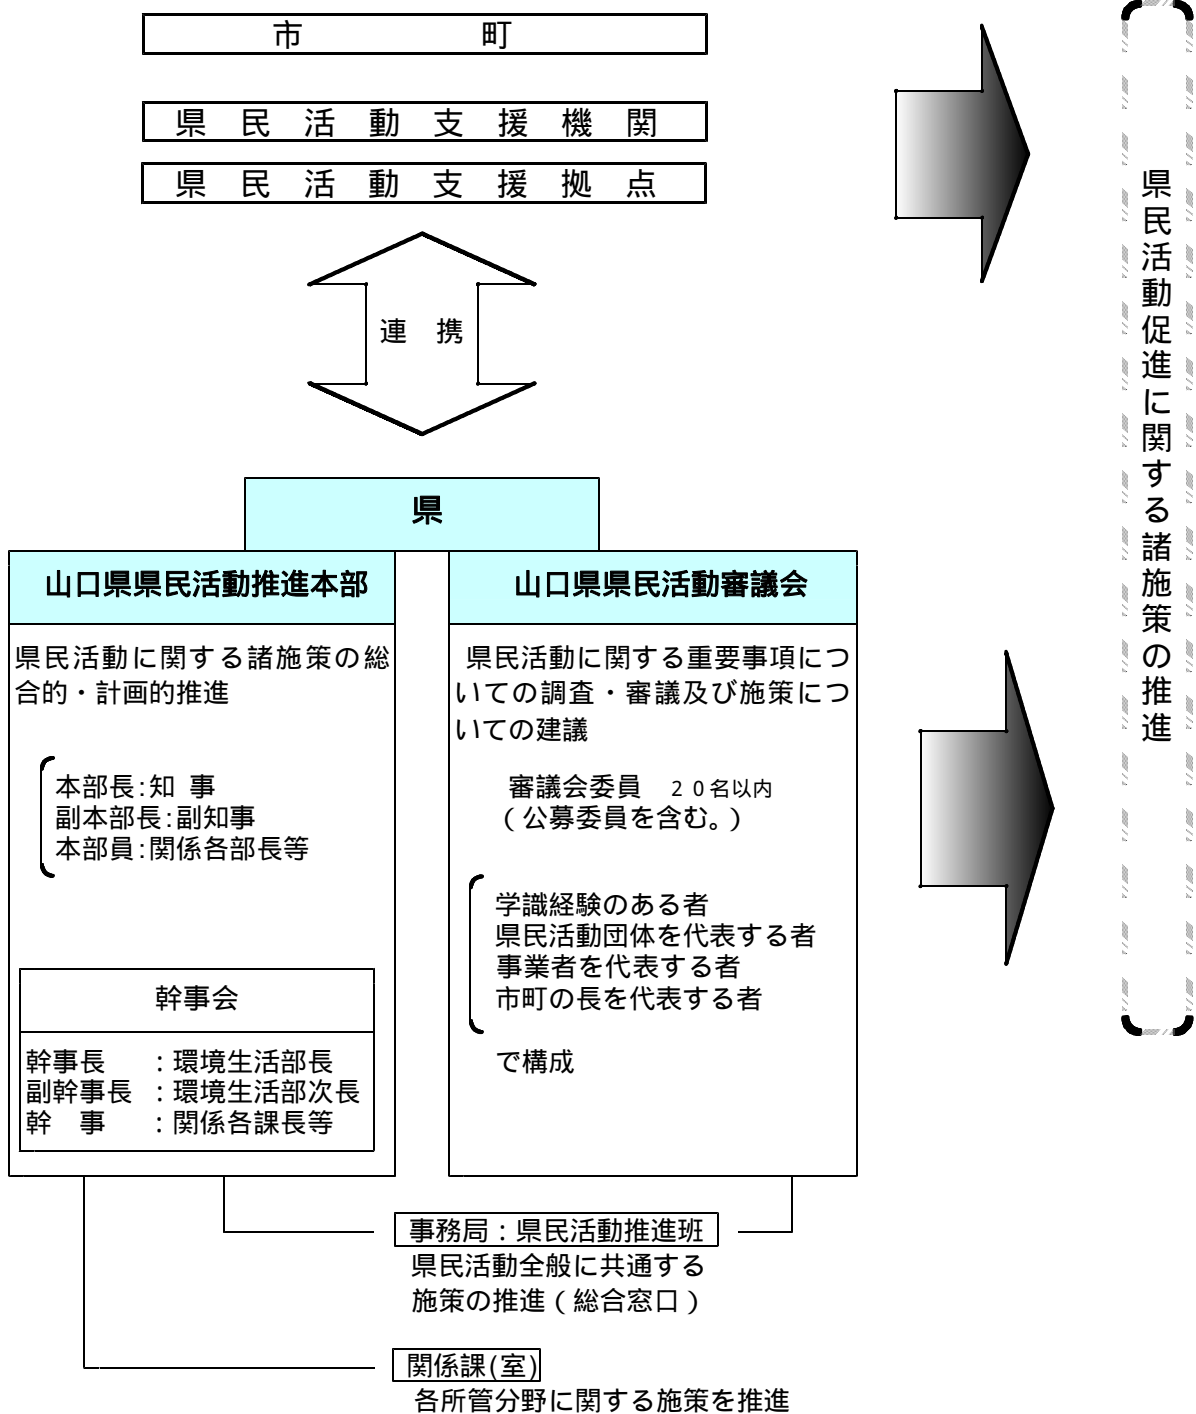 市　町
県民活動支援機関
県民活動支援拠点
連　携
県
山口県県民活動推進本部
県民活動に関する諸施策の総
合的・計画的推進
本部長:知　事
副本部長:副知事
本部員:関係各部長等
幹事会
幹事長　：環境生活部長
副幹事長　：環境生活部次長
幹　事　：関係各課長等
山口県県民活動審議会
県民活動に関する重要事項につ
いての調査・審議及び施策につ
いての建議
審議会委員　２０名以内
（公募委員を含む。）
学識経験のある者
県民活動団体を代表する者
事業者を代表する者
市町の長を代表する者
で構成
事務局：県民活動推進班
県民活動全般に共通する
施策の推進（総合窓口）
関係課(室)
各所管分野に関する施策を推進
県民活動促進に関する諸施策の推進